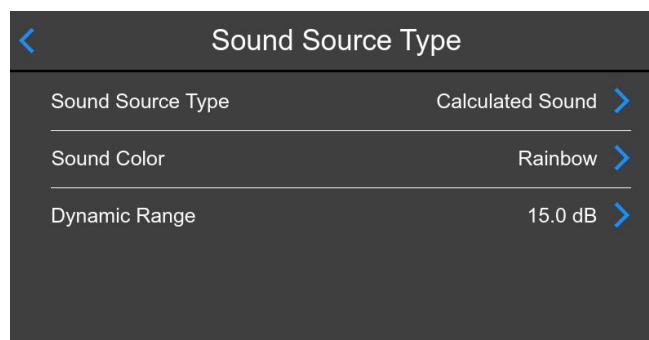 Sound Source Type
Sound Source Type Calculated Sound
Sound Color Rainbow
Dynamic Range 15.0 dB